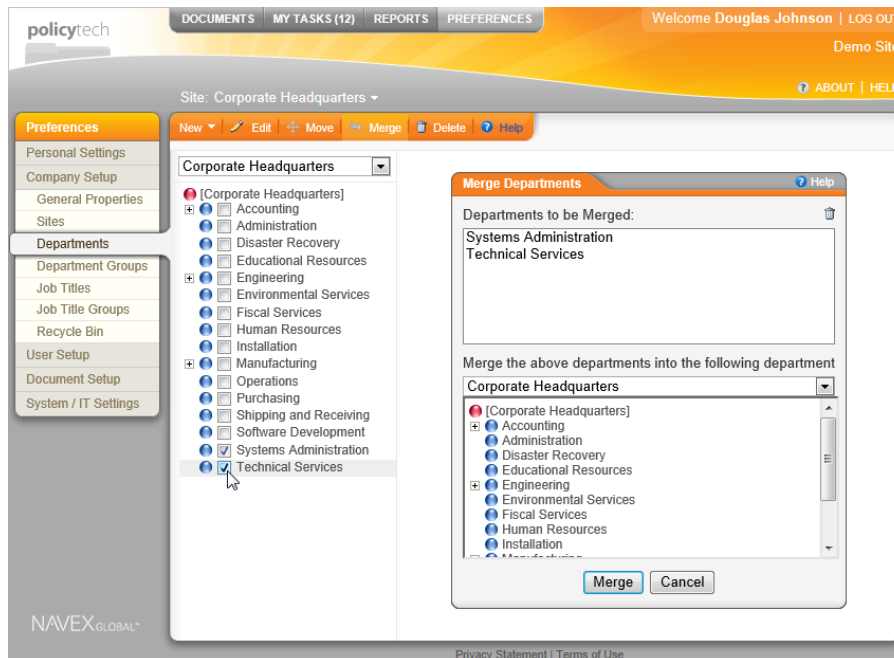 policytech
DOCUMENTS MY TASKS (12) REPORTS PREFERENCES
Welcome Douglas Johnson | LOG OUT
Demo Site
ABOUT | HELP
Site: Corporate Headquarters
Preferences
Personal Settings
Company Setup
General Properties
Sites
Departments
Department Groups
Job Titles
Job Title Groups
Recycle Bin
User Setup
Document Setup
System / IT Settings
New Edit Move Merge Delete Help
Corporate Headquarters
[Corporate Headquarters]
Accounting
Administration
Disaster Recovery
Educational Resources
Engineering
Environmental Services
Fiscal Services
Human Resources
Installation
Manufacturing
Operations
Purchasing
Shipping and Receiving
Software Development
Systems Administration
Technical Services
Merge Departments Help
Departments to be Merged:
Systems Administration
Technical Services
Merge the above departments into the following department
Corporate Headquarters
[Corporate Headquarters]
Accounting
Administration
Disaster Recovery
Educational Resources
Engineering
Environmental Services
Fiscal Services
Human Resources
Installation
Manufacturing
Merge Cancel
NAVEX GLOBAL™
Privacy Statement | Terms of Use